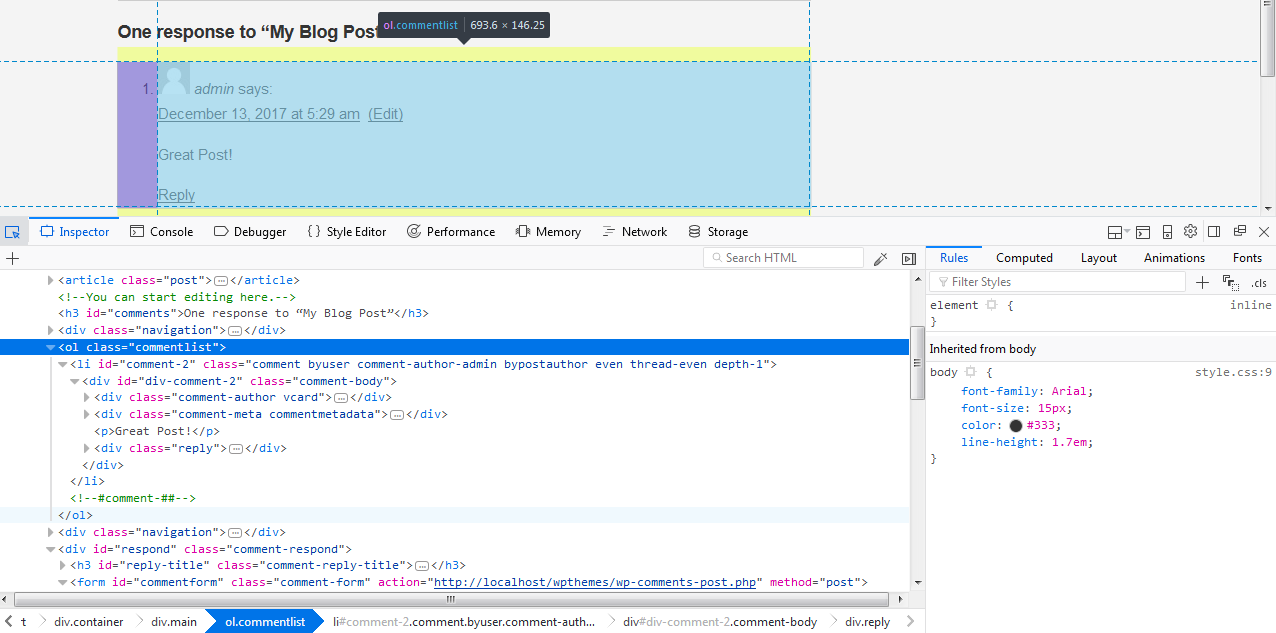 One response to “My Blog Post
ol.commentlist 693.6 × 146.25
1. admin says:
December 13, 2017 at 5:29 am (Edit)
Great Post!
Reply
Inspector Console Debugger { } Style Editor Performance Memory Network Storage
+ Search HTML
Rules Computed Layout Animations Fonts
Filter Styles + .cls
<article class="post">…</article>
<!--You can start editing here.-->
<h3 id="comments">One response to “My Blog Post”</h3>
<div class="navigation">…</div>
<ol class="commentlist">
<li id="comment-2" class="comment byuser comment-author-admin bypostauthor even thread-even depth-1">
<div id="div-comment-2" class="comment-body">
<div class="comment-author vcard">…</div>
<div class="comment-meta commentmetadata">…</div>
<p>Great Post!</p>
<div class="reply">…</div>
</div>
</li>
<!--#comment-##-->
</ol>
<div class="navigation">…</div>
<div id="respond" class="comment-respond">
<h3 id="reply-title" class="comment-reply-title">…</h3>
<form id="commentform" class="comment-form" action="http://localhost/wpthemes/wp-comments-post.php" method="post">
element { inline
}
Inherited from body
body { style.css:9
font-family: Arial;
font-size: 15px;
color: #333;
line-height: 1.7em;
}
t div.container div.main ol.commentlist li#comment-2.comment.byuser.comment-auth... div#div-comment-2.comment-body div.reply